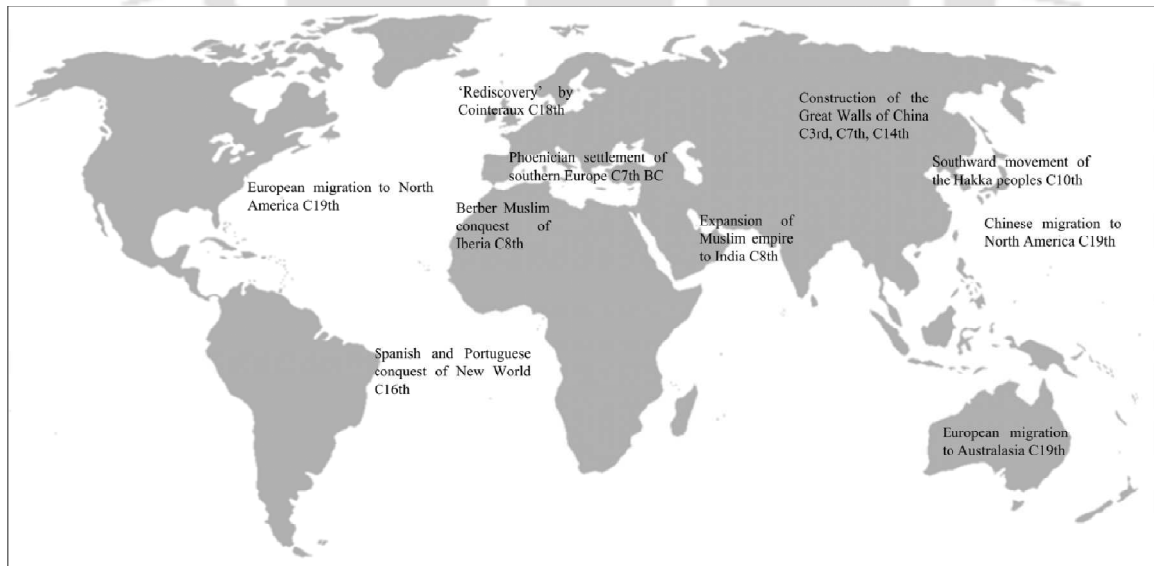 'Rediscovery' by
Cointeraux C18th
Construction of the
Great Walls of China
C3rd, C7th, C14th
Phoenician settlement of
southern Europe C7th BC
Southward movement of
the Hakka peoples C10th
European migration to North
America C19th
Berber Muslim
conquest of
Iberia C8th
Expansion of
Muslim empire
to India C8th
Chinese migration to
North America C19th
Spanish and Portuguese
conquest of New World
C16th
European migration
to Australasia C19th